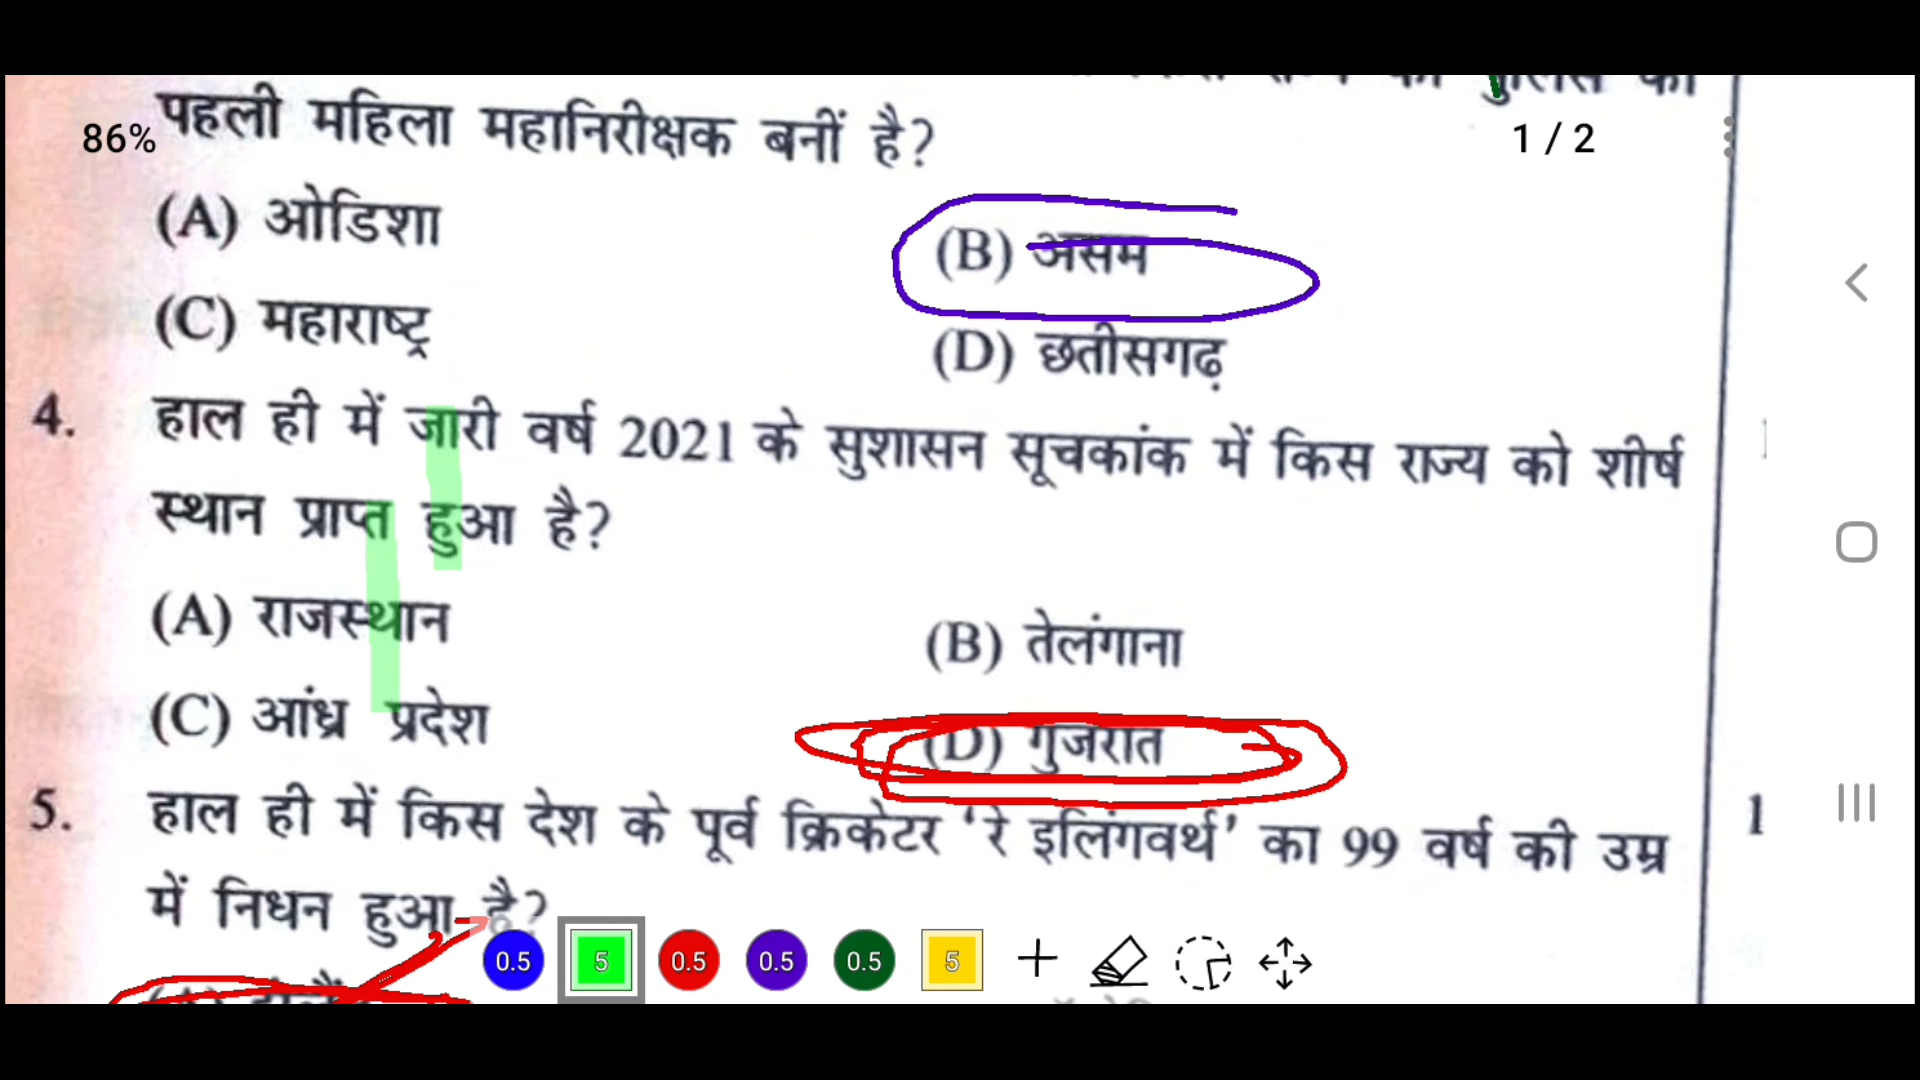 पुलिस की
पहली महिला महानिरीक्षक बनीं है?
86%
1 / 2
(A) ओडिशा
(B) असम
(C) महाराष्ट्र
(D) छतीसगढ़
4. हाल ही में जारी वर्ष 2021 के सुशासन सूचकांक में किस राज्य को शीर्ष
स्थान प्राप्त हुआ है?
(A) राजस्थान
(B) तेलंगाना
(C) आंध्र प्रदेश
(D) गुजरात
5. हाल ही में किस देश के पूर्व क्रिकेटर ‘रे इलिंगवर्थ’ का 99 वर्ष की उम्र
1
में निधन हुआ है?
0.5 5 0.5 0.5 0.5 5